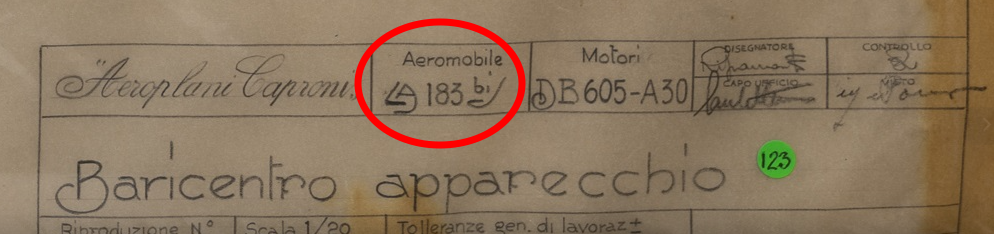 "Aeroplani Caproni"
Aeromobile
CA 183 bis
Motori
DB 605-A30
DISEGNATORE
CONTROLLO
CAPO UFFICIO
VISTO
Baricentro apparecchio
123
Riproduzione N°
Scala 1/20
Tolleranze gen. di lavoraz ±